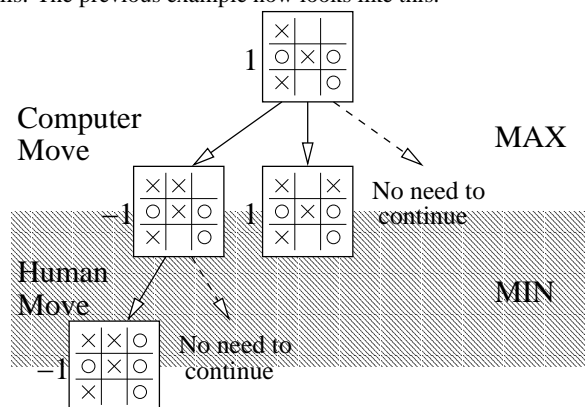 The previous example now looks like this.
×
1 ○ × ○
× ○
Computer
Move
MAX
× ×
−1 ○ × ○
× ○
× ×
1 ○ × ○
× ○
No need to
continue
Human
Move
MIN
× × ○
−1 ○ × ○
× ○
No need to
continue